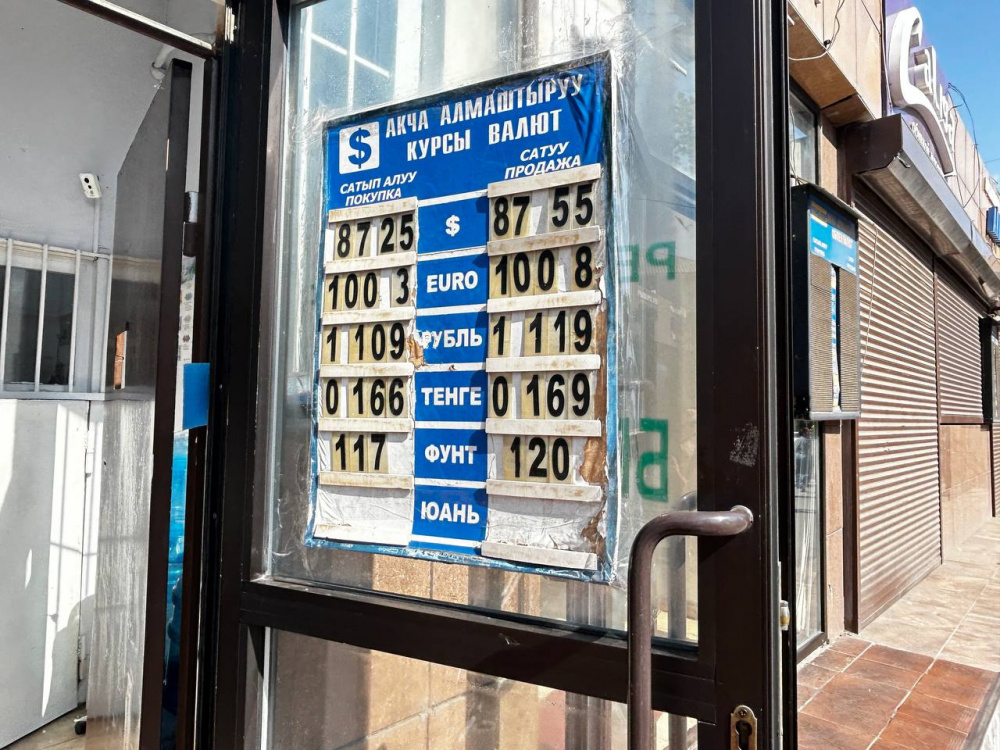 $
АКЧА АЛМАШТЫРУУ
КУРСЫ ВАЛЮТ
САТЫП АЛУУ
ПОКУПКА
САТУУ
ПРОДАЖА
87 25 $ 87 55
100 3 EURO 100 8
1 109 РУБЛЬ 1 119
0 166 ТЕНГЕ 0 169
117 ФУНТ 120
ЮАНЬ